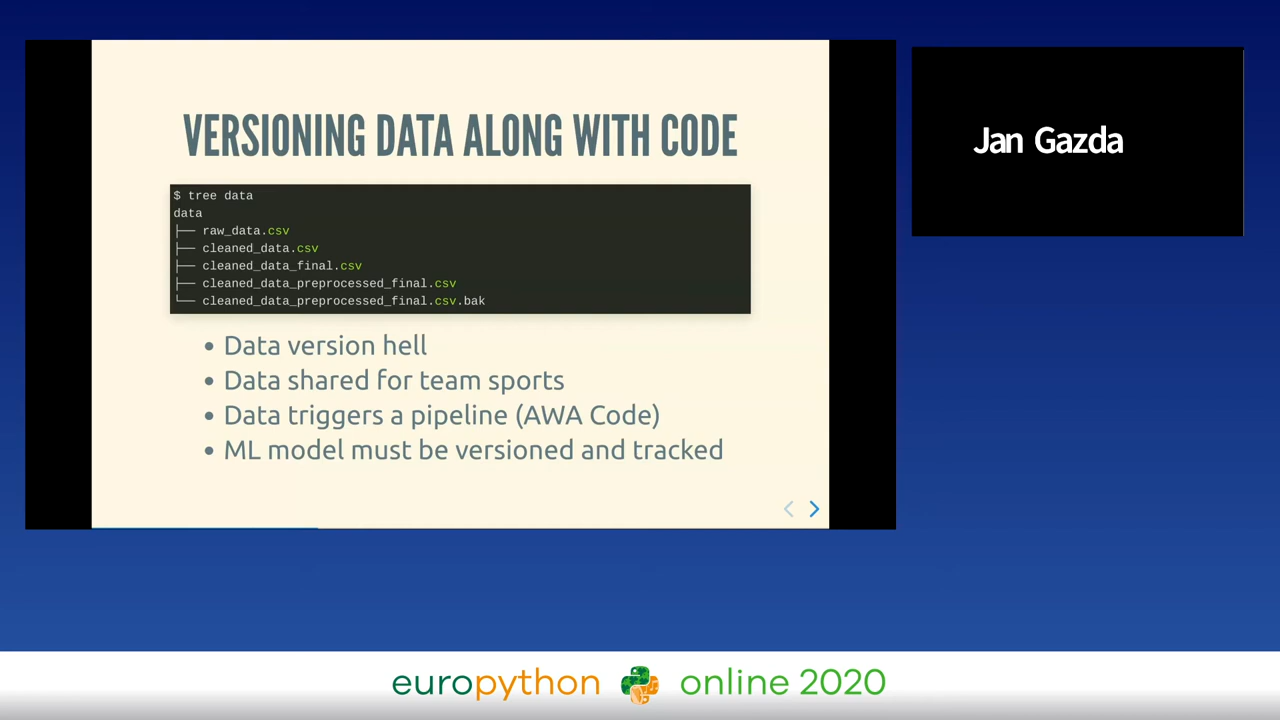 VERSIONING DATA ALONG WITH CODE
$ tree data
data
├── raw_data.csv
├── cleaned_data.csv
├── cleaned_data_final.csv
├── cleaned_data_preprocessed_final.csv
└── cleaned_data_preprocessed_final.csv.bak
• Data version hell
• Data shared for team sports
• Data triggers a pipeline (AWA Code)
• ML model must be versioned and tracked
Jan Gazda
europython online 2020